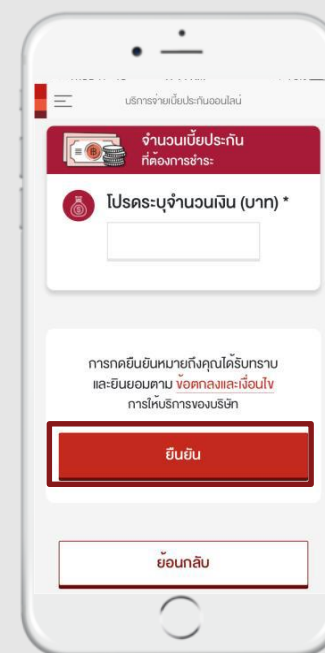 บริการจ่ายเบี้ยประกันออนไลน์
จำนวนเบี้ยประกัน
ที่ต้องการชำระ
โปรดระบุจำนวนเงิน (บาท) *
การกดยืนยันหมายถึงคุณได้รับทราบ
และยินยอมตาม ข้อตกลงและเงื่อนไข
การให้บริการของบริษัท
ยืนยัน
ย้อนกลับ